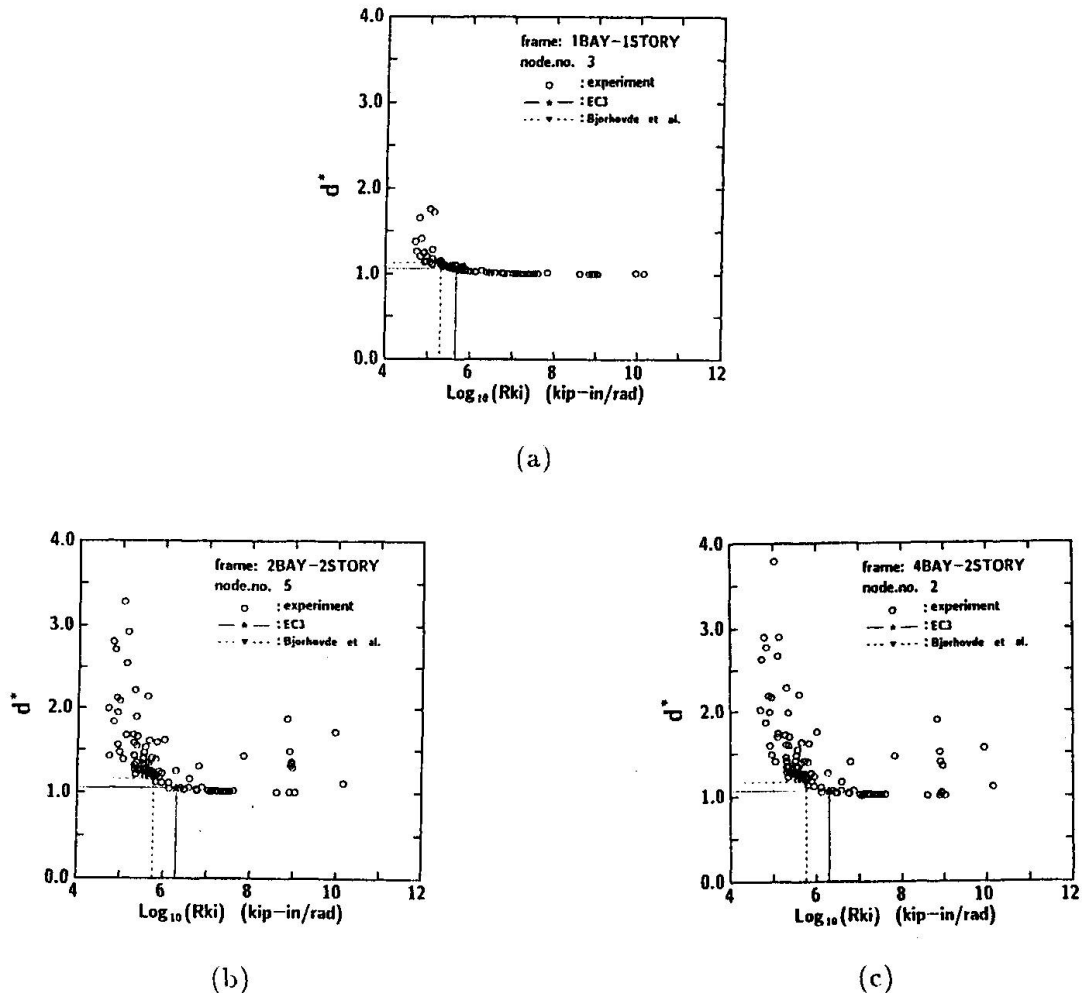 4.0
3.0
2.0
1.0
0.0
d*
frame: 1BAY-1STORY
node.no. 3
o : experiment
: EC3
: Bjorhovde et al.
4 6 8 10 12
Log₁₀(Rki) (kip-in/rad)
(a)
4.0
3.0
2.0
1.0
0.0
d*
frame: 2BAY-2STORY
node.no. 5
o : experiment
: EC3
: Bjorhovde et al.
4 6 8 10 12
Log₁₀(Rki) (kip-in/rad)
(b)
4.0
3.0
2.0
1.0
0.0
d*
frame: 4BAY-2STORY
node.no. 2
o : experiment
: EC3
: Bjorhovde et al.
4 6 8 10 12
Log₁₀(Rki) (kip-in/rad)
(c)